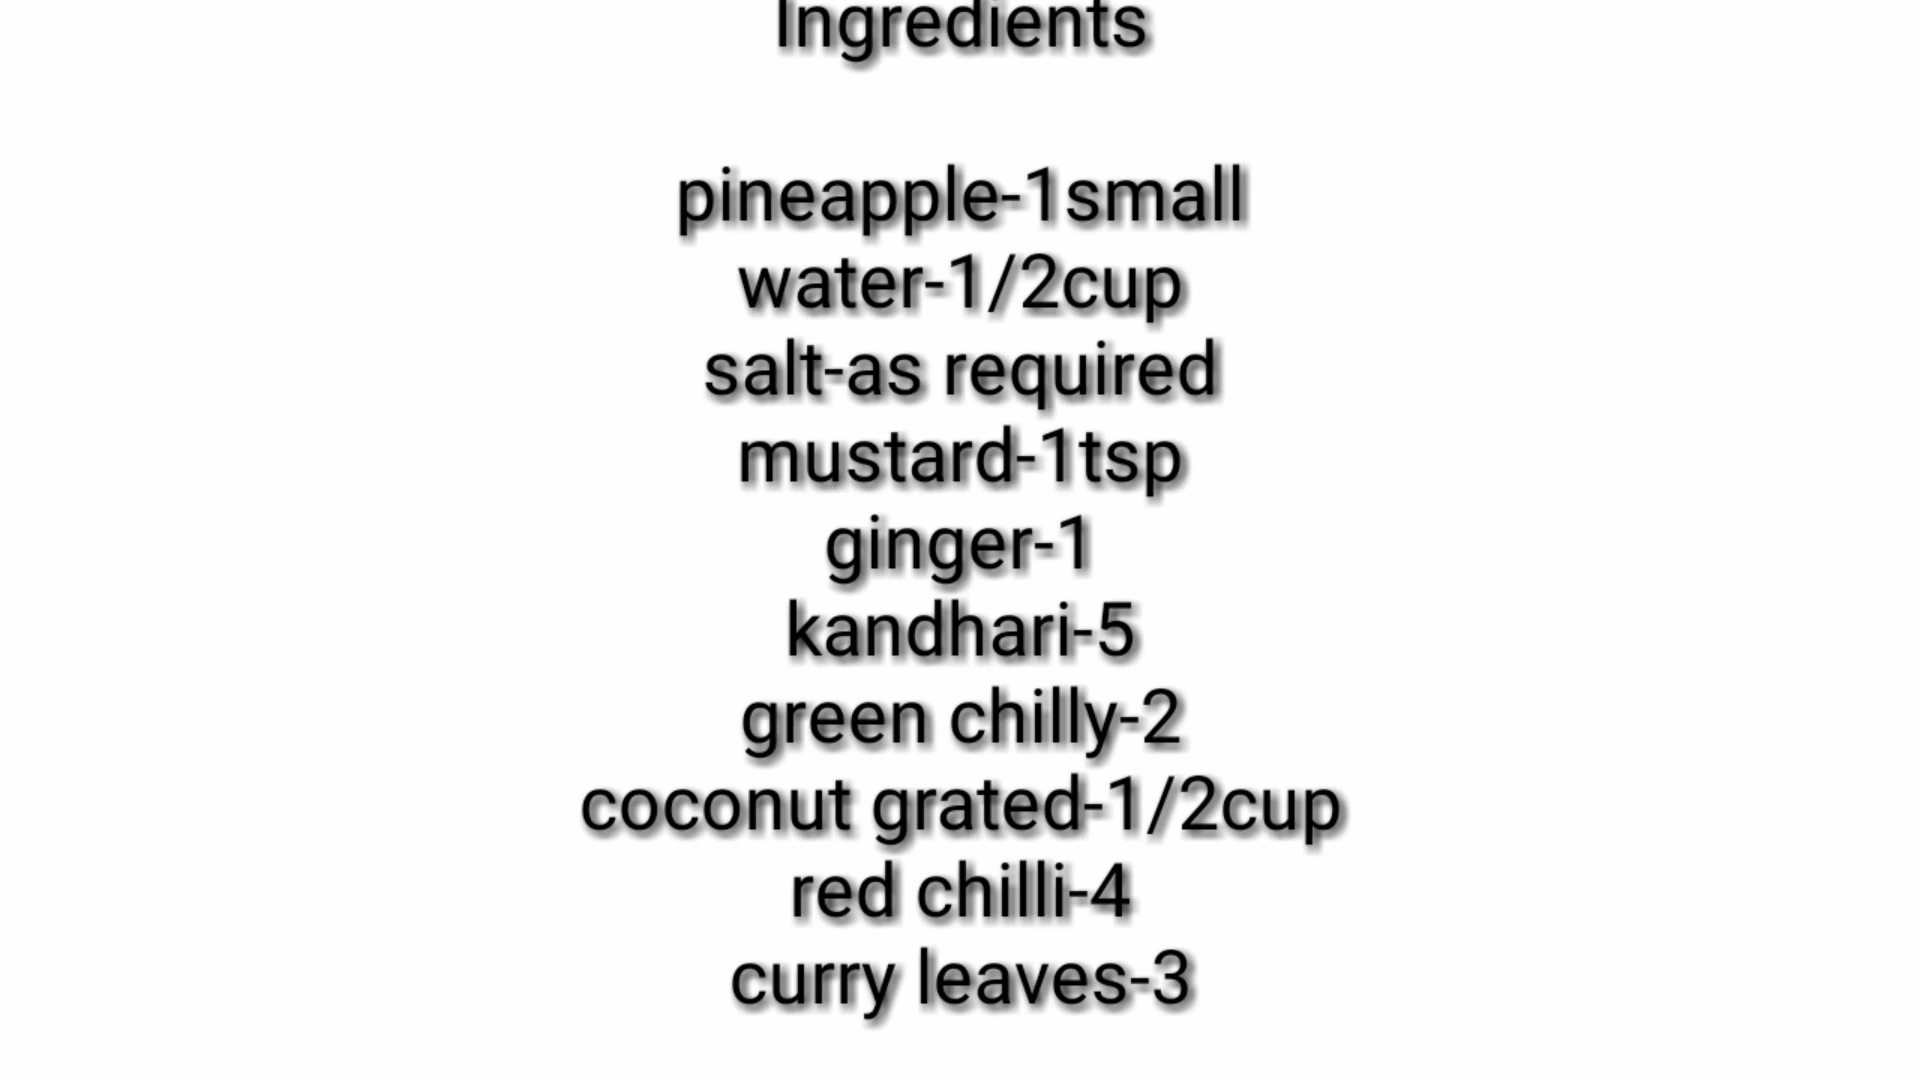 Ingredients
pineapple-1small
water-1/2cup
salt-as required
mustard-1tsp
ginger-1
kandhari-5
green chilly-2
coconut grated-1/2cup
red chilli-4
curry leaves-3